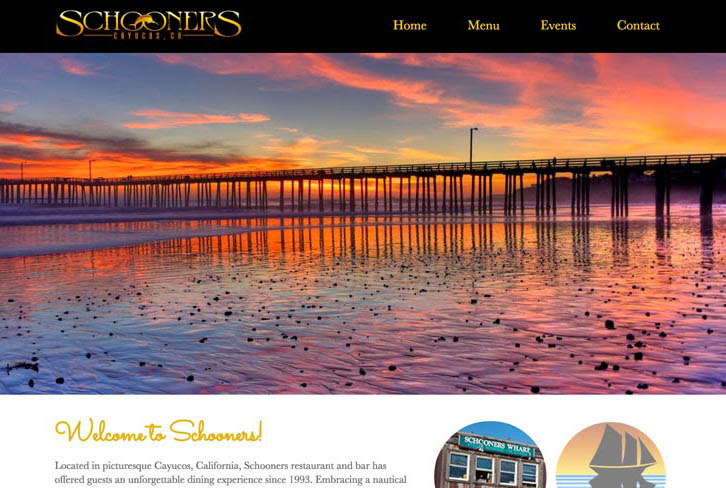 SCHOONERS
CAYUCOS, CA
Home Menu Events Contact
Welcome to Schooners!
Located in picturesque Cayucos, California, Schooners restaurant and bar has
offered guests an unforgettable dining experience since 1993. Embracing a nautical
SCHOONERS WHARF